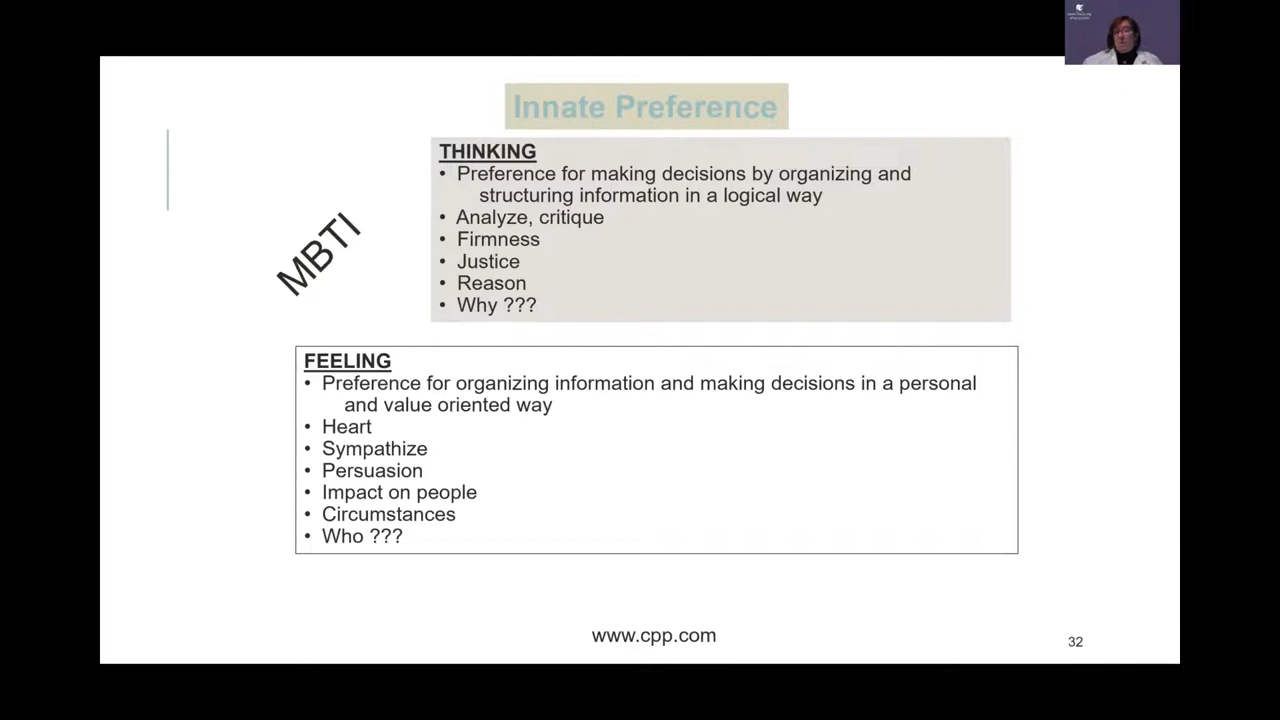 Innate Preference
THINKING
• Preference for making decisions by organizing and
structuring information in a logical way
• Analyze, critique
• Firmness
• Justice
• Reason
• Why ???
MBTI
FEELING
• Preference for organizing information and making decisions in a personal
and value oriented way
• Heart
• Sympathize
• Persuasion
• Impact on people
• Circumstances
• Who ???
www.cpp.com
32